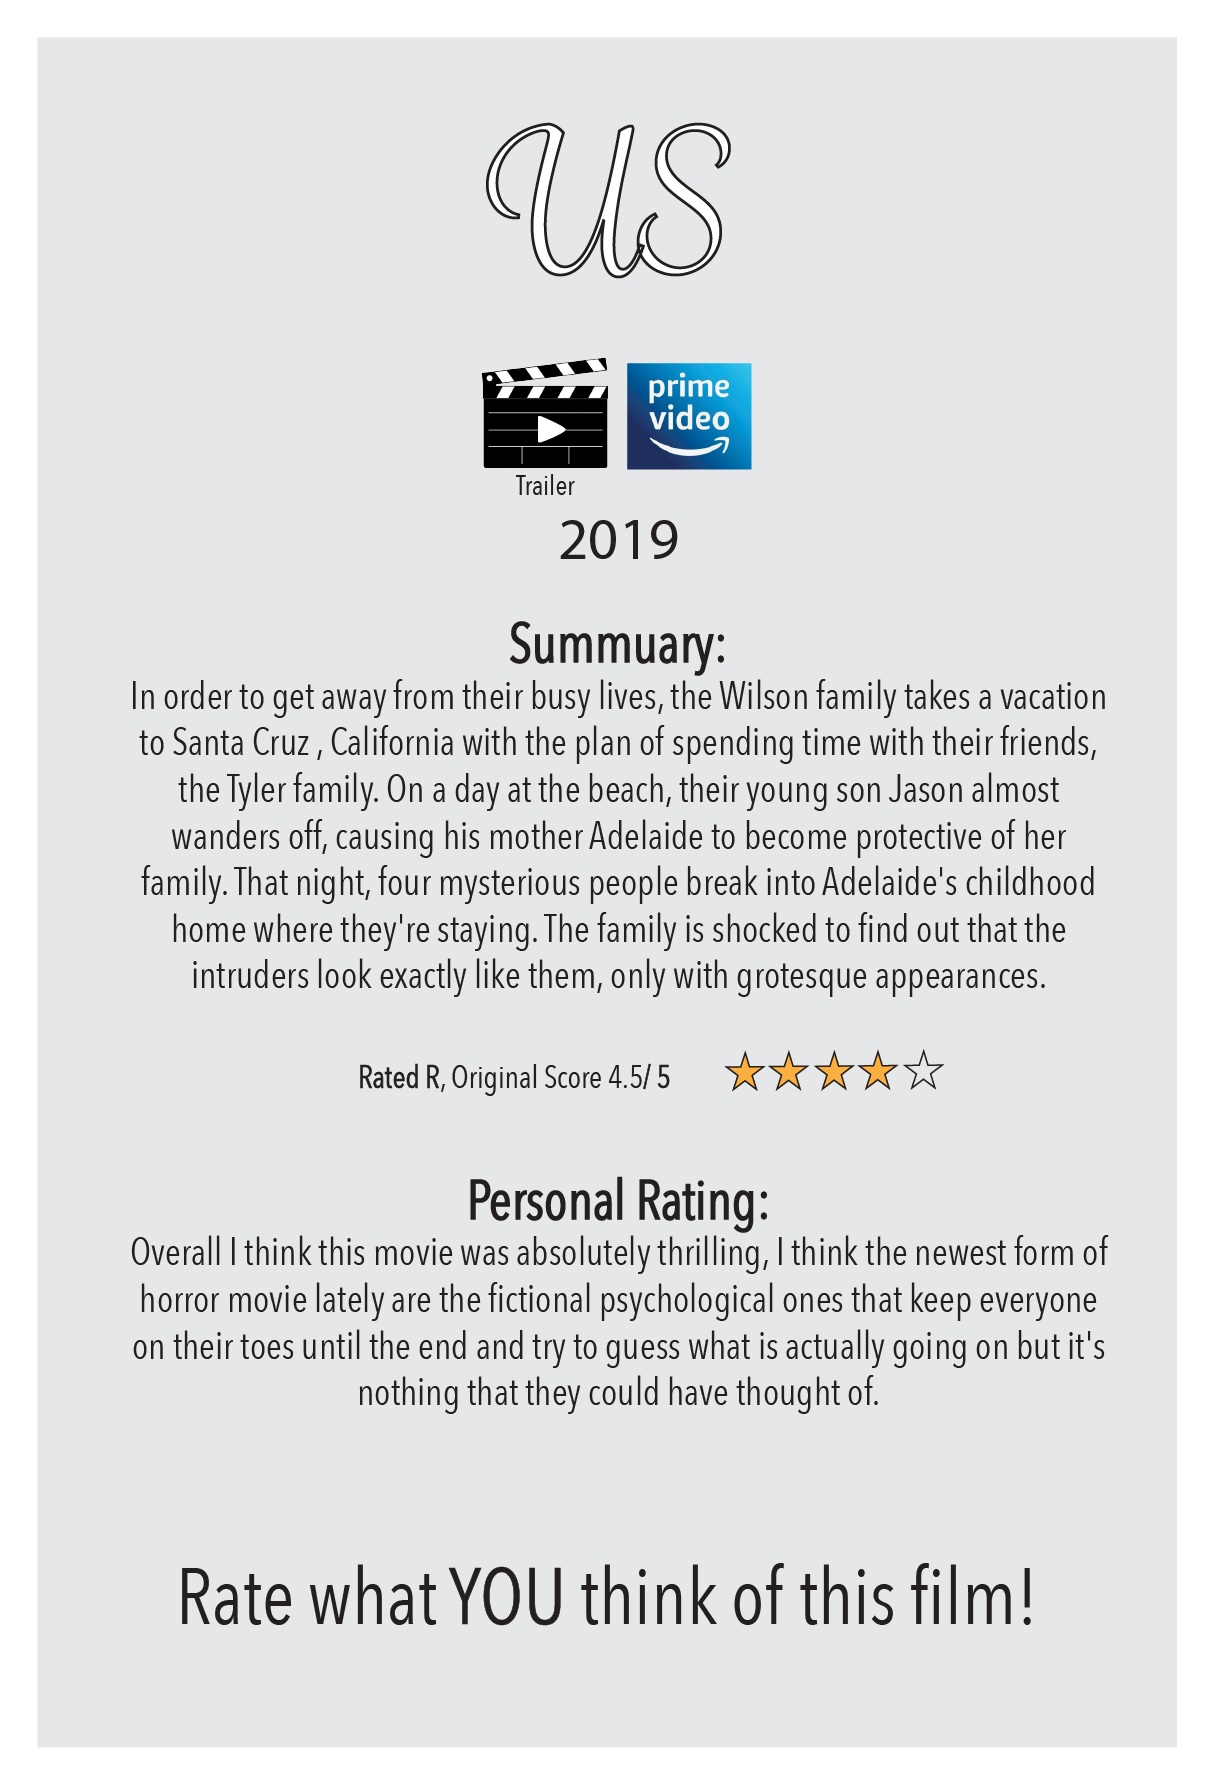 US
prime
video
Trailer
2019
Summuary:
In order to get away from their busy lives, the Wilson family takes a vacation
to Santa Cruz , California with the plan of spending time with their friends,
the Tyler family. On a day at the beach, their young son Jason almost
wanders off, causing his mother Adelaide to become protective of her
family. That night, four mysterious people break into Adelaide's childhood
home where they're staying. The family is shocked to find out that the
intruders look exactly like them, only with grotesque appearances.
Rated R, Original Score 4.5/ 5
Personal Rating:
Overall I think this movie was absolutely thrilling, I think the newest form of
horror movie lately are the fictional psychological ones that keep everyone
on their toes until the end and try to guess what is actually going on but it's
nothing that they could have thought of.
Rate what YOU think of this film!